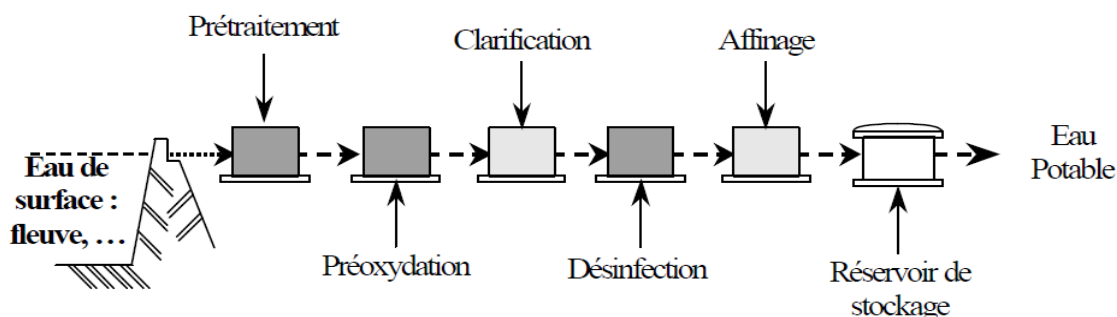 Prétraitement
Clarification
Affinage
Eau de
surface :
fleuve, …
Eau
Potable
Préoxydation
Désinfection
Réservoir de
stockage